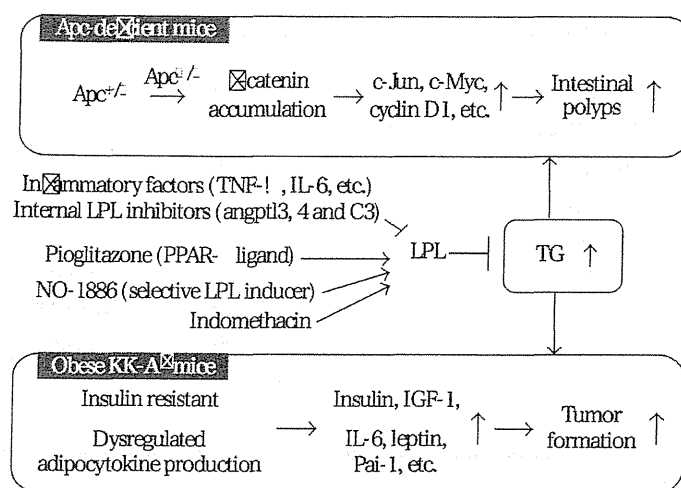 Apc-de☒cient mice
Apc+/- Apc-/- ☒-catenin accumulation c-Jun, c-Myc, cyclin D1, etc. ↑ Intestinal polyps ↑
In☒ammatory factors (TNF-! , IL-6, etc.)
Internal LPL inhibitors (angptl3, 4 and C3)
Pioglitazone (PPAR- ligand)
NO-1886 (selective LPL inducer)
Indomethacin
LPL
TG ↑
Obese KK-A☒mice
Insulin resistant
Dysregulated
adipocytokine production
Insulin, IGF-1,
IL-6, leptin,
Pai-1, etc.
↑
Tumor
formation ↑